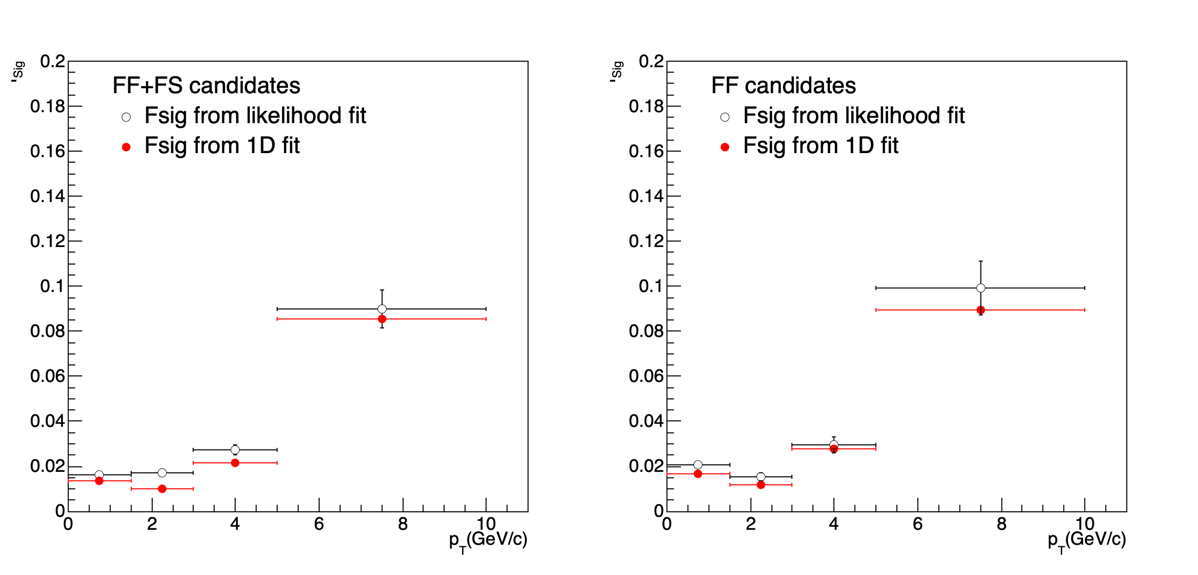 FF+FS candidates
Fsig from likelihood fit
Fsig from 1D fit
Sig
0.2
0.18
0.16
0.14
0.12
0.1
0.08
0.06
0.04
0.02
0
0 2 4 6 8 10
pT(GeV/c)
FF candidates
Fsig from likelihood fit
Fsig from 1D fit
Sig
0.2
0.18
0.16
0.14
0.12
0.1
0.08
0.06
0.04
0.02
0
0 2 4 6 8 10
pT(GeV/c)